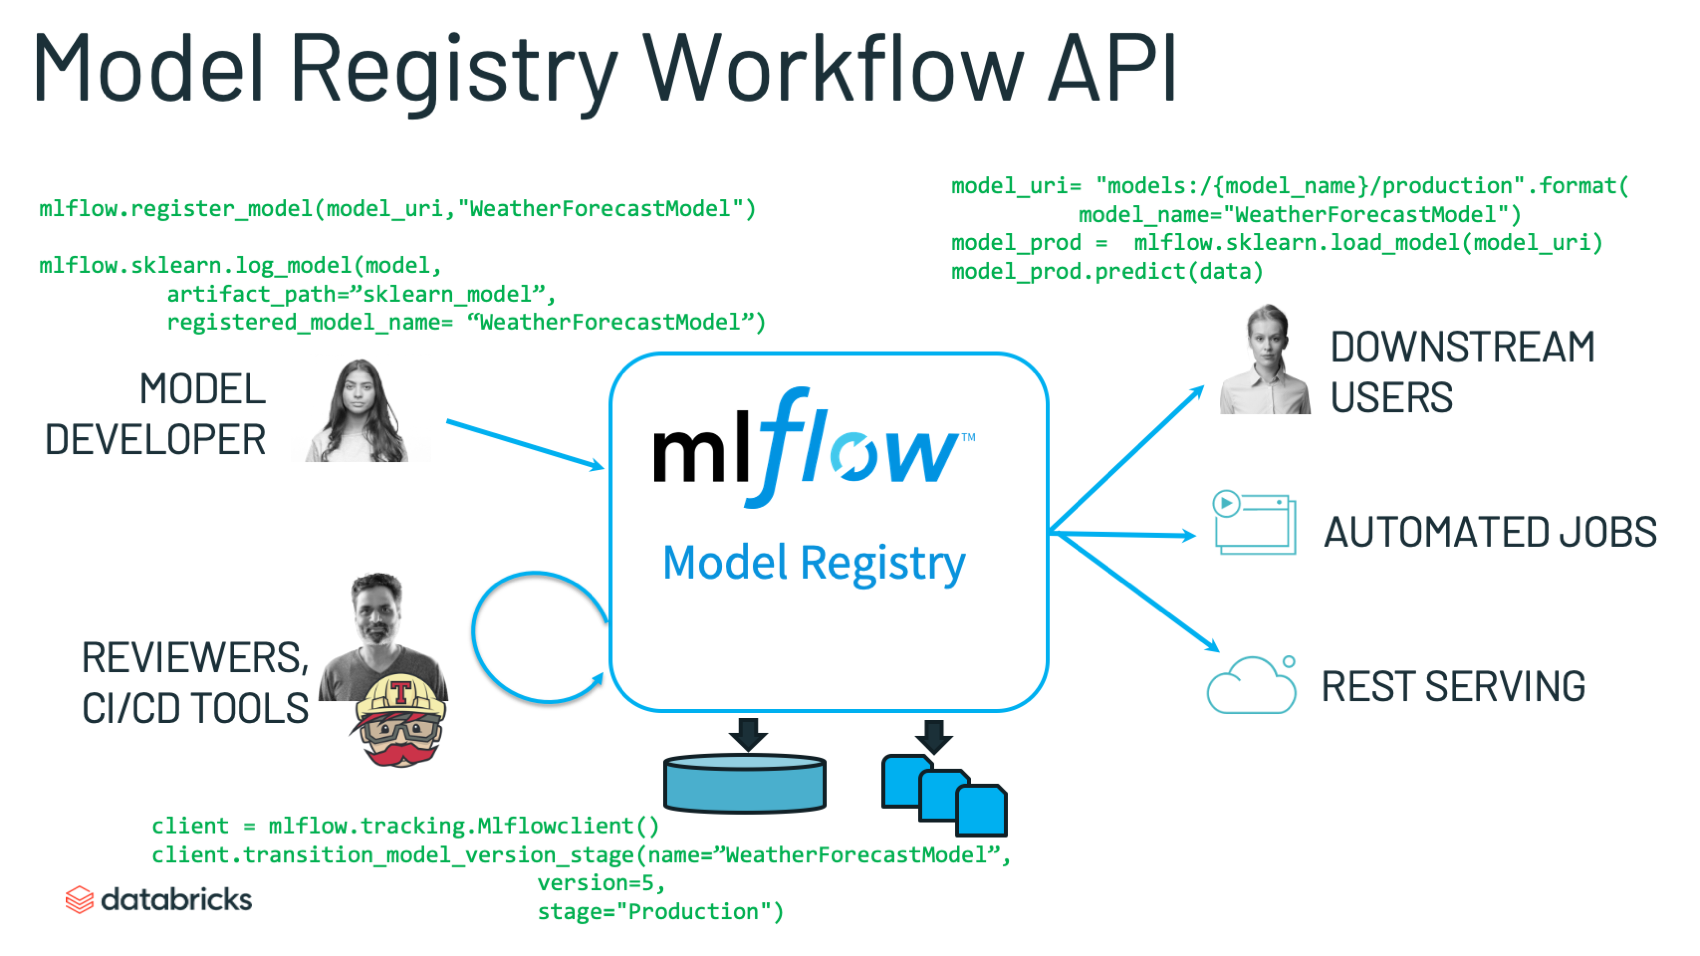 Model Registry Workflow API
mlflow.register_model(model_uri,"WeatherForecastModel")
mlflow.sklearn.log_model(model,
artifact_path=”sklearn_model”,
registered_model_name= “WeatherForecastModel”)
model_uri= "models:/{model_name}/production".format(
model_name="WeatherForecastModel")
model_prod =  mlflow.sklearn.load_model(model_uri)
model_prod.predict(data)
MODEL
DEVELOPER
mlflow™
Model Registry
DOWNSTREAM
USERS
AUTOMATED JOBS
REVIEWERS,
CI/CD TOOLS
T
REST SERVING
client = mlflow.tracking.Mlflowclient()
client.transition_model_version_stage(name=”WeatherForecastModel”,
version=5,
stage="Production")
databricks